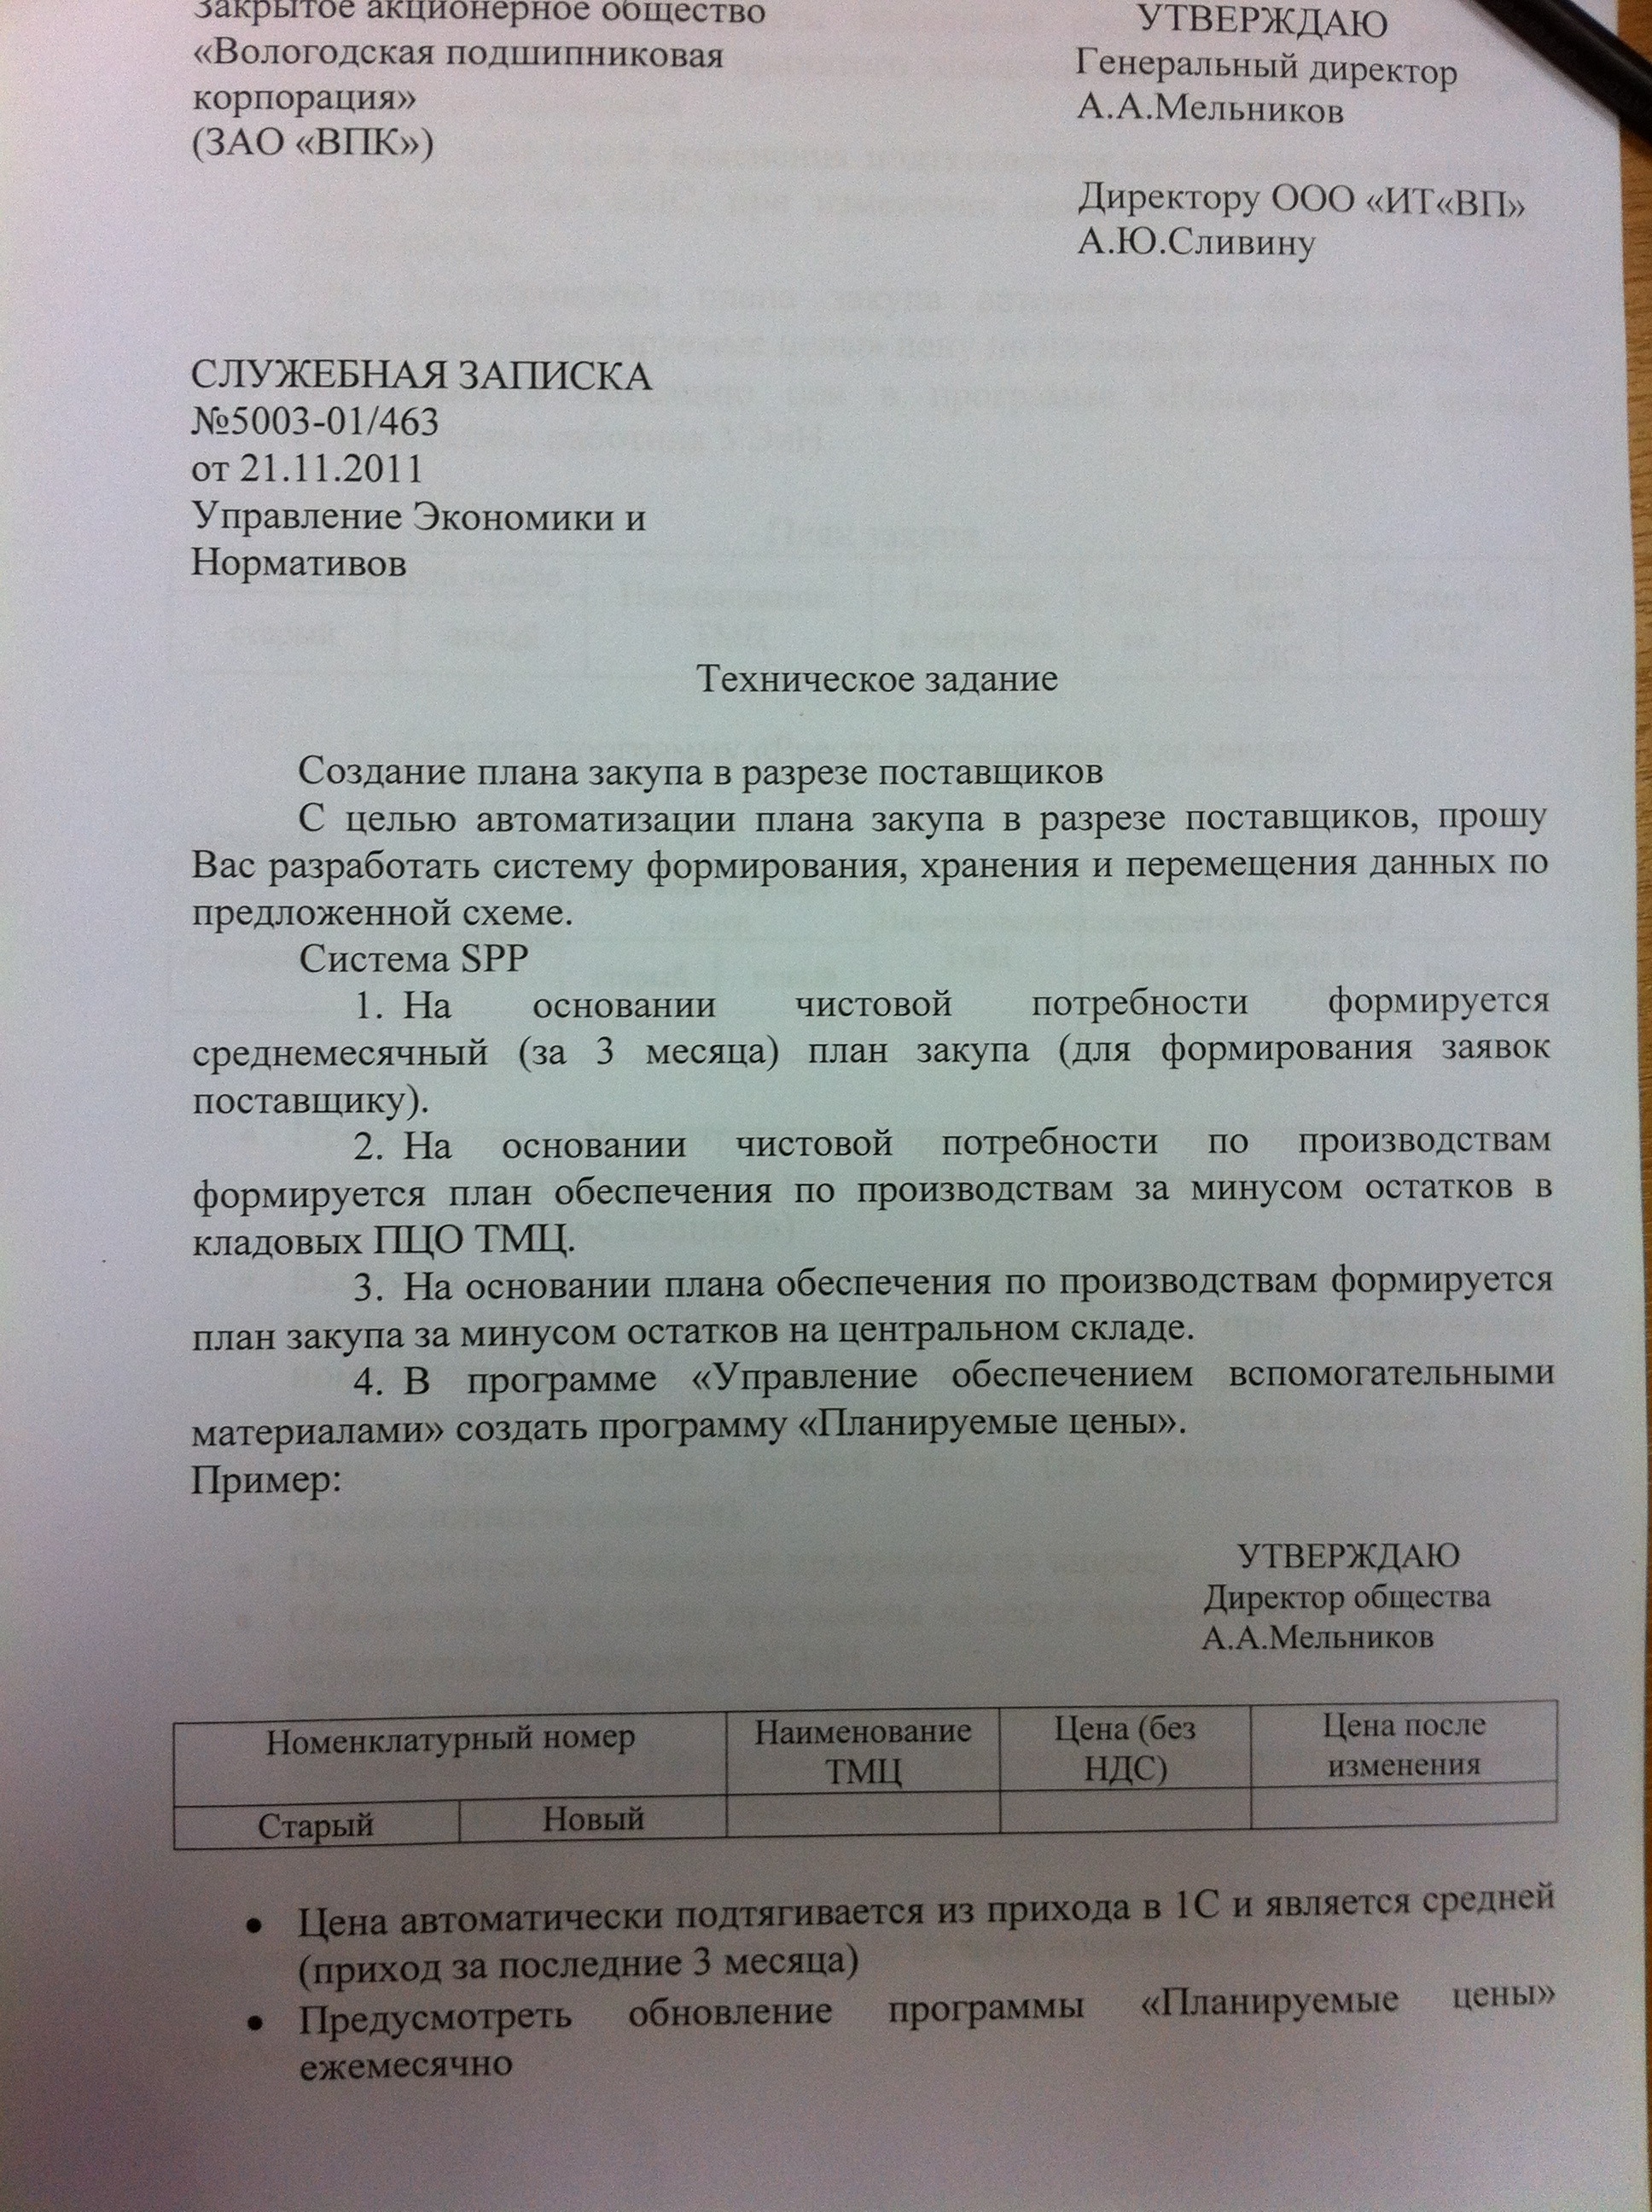 Закрытое акционерное общество
«Вологодская подшипниковая
корпорация»
(ЗАО «ВПК»)
УТВЕРЖДАЮ
Генеральный директор
А.А.Мельников
Директору ООО «ИТ«ВП»
А.Ю.Сливину
СЛУЖЕБНАЯ ЗАПИСКА
№5003-01/463
от 21.11.2011
Управление Экономики и
Нормативов
Техническое задание
Создание плана закупа в разрезе поставщиков
С целью автоматизации плана закупа в разрезе поставщиков, прошу
Вас разработать систему формирования, хранения и перемещения данных по
предложенной схеме.
Система SPP
1. На основании чистовой потребности формируется
среднемесячный (за 3 месяца) план закупа (для формирования заявок
поставщику).
2. На основании чистовой потребности по производствам
формируется план обеспечения по производствам за минусом остатков в
кладовых ПЦО ТМЦ.
3. На основании плана обеспечения по производствам формируется
план закупа за минусом остатков на центральном складе.
4. В программе «Управление обеспечением вспомогательными
материалами» создать программу «Планируемые цены».
Пример:
УТВЕРЖДАЮ
Директор общества
А.А.Мельников
Номенклатурный номер
Наименование
ТМЦ
Цена (без
НДС)
Цена после
изменения
Старый
Новый
• Цена автоматически подтягивается из прихода в 1С и является средней
(приход за последние 3 месяца)
• Предусмотреть обновление программы «Планируемые цены»
ежемесячно